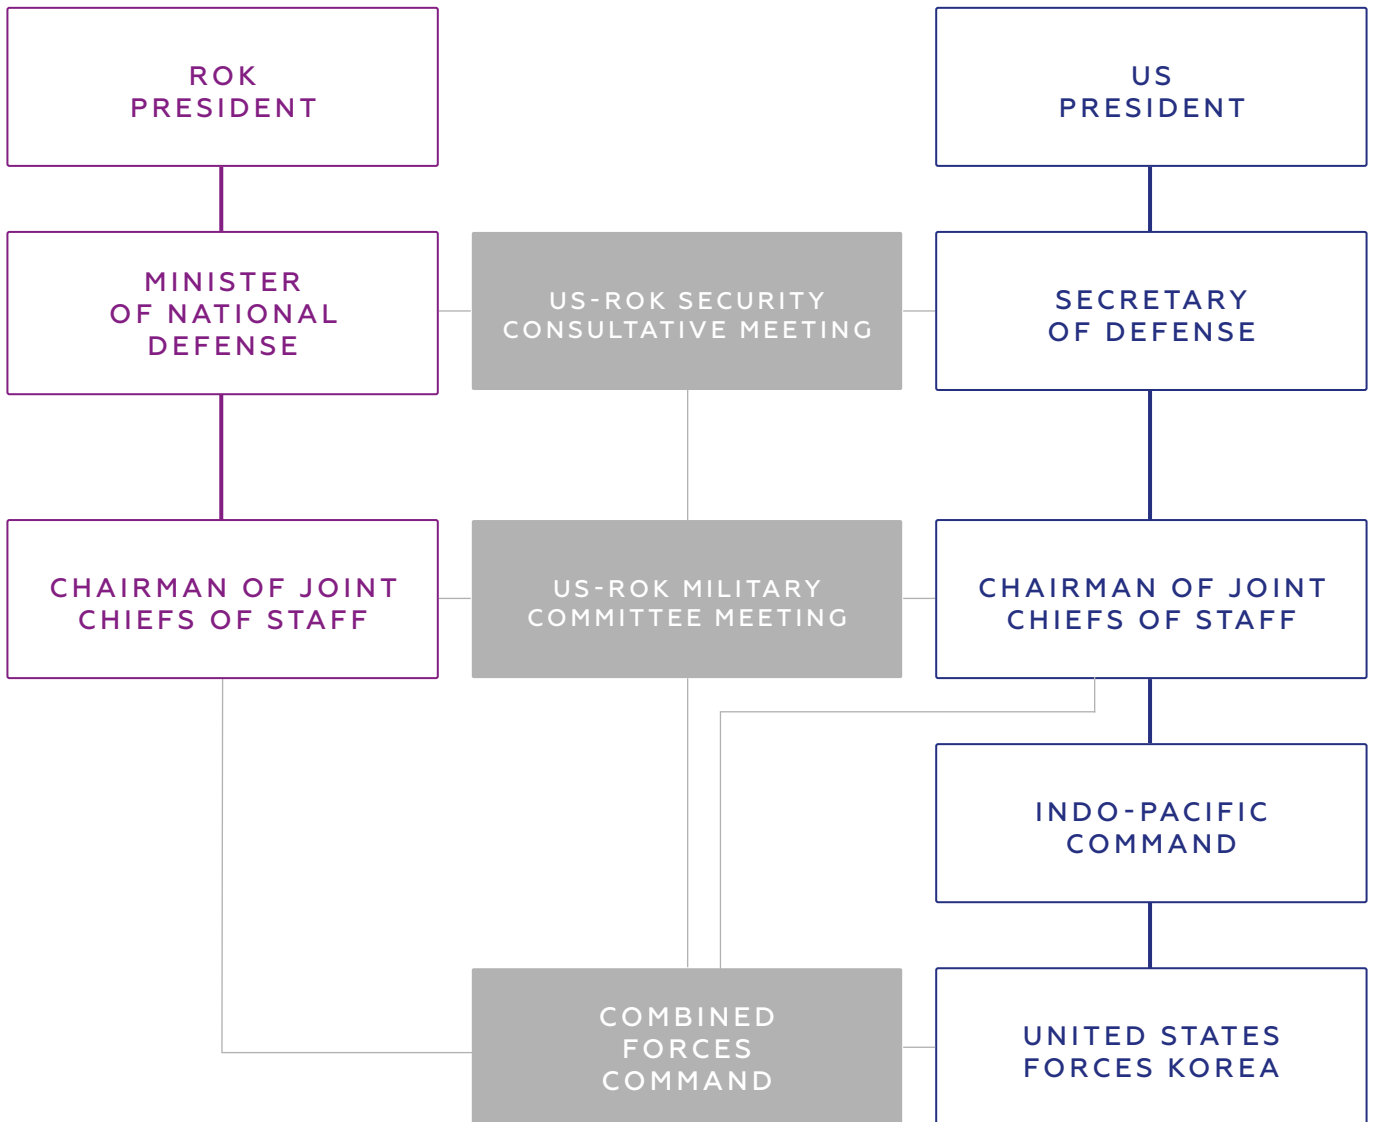 ROK
PRESIDENT
US
PRESIDENT
MINISTER
OF NATIONAL
DEFENSE
US-ROK SECURITY
CONSULTATIVE MEETING
SECRETARY
OF DEFENSE
CHAIRMAN OF JOINT
CHIEFS OF STAFF
US-ROK MILITARY
COMMITTEE MEETING
CHAIRMAN OF JOINT
CHIEFS OF STAFF
INDO-PACIFIC
COMMAND
COMBINED
FORCES
COMMAND
UNITED STATES
FORCES KOREA